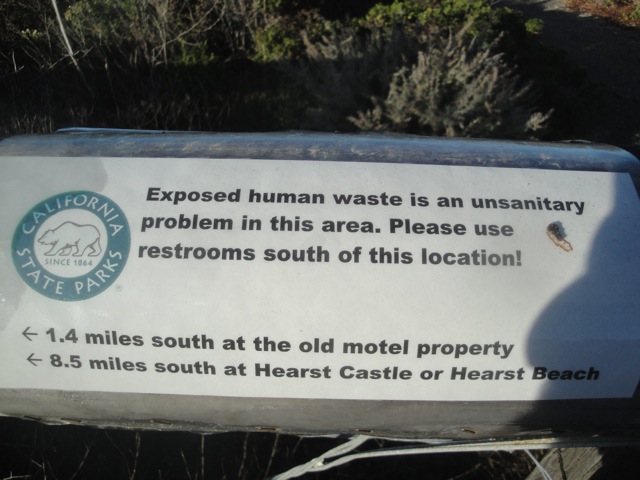 CALIFORNIA
STATE PARKS
SINCE 1864
Exposed human waste is an unsanitary
problem in this area. Please use
restrooms south of this location!
← 1.4 miles south at the old motel property
← 8.5 miles south at Hearst Castle or Hearst Beach